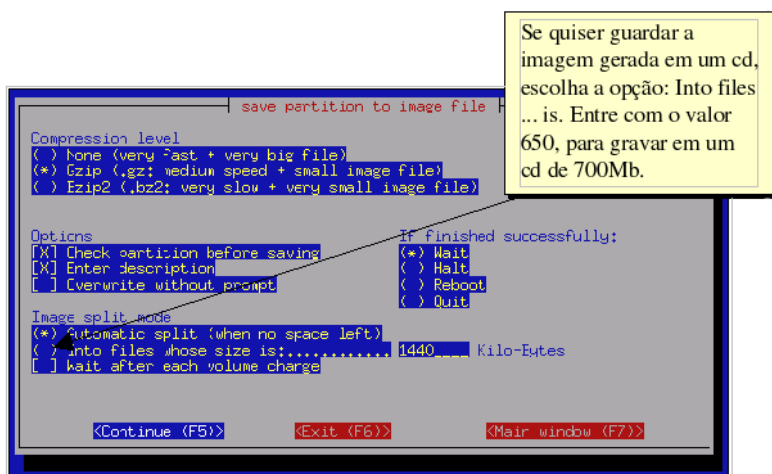 Se quiser guardar a
imagem gerada em um cd,
escolha a opção: Into files
... is. Entre com o valor
650, para gravar em um
cd de 700Mb.
save partition to image file
Compression level
( ) None (very fast + very big file)
(*) Gzip (.gz: medium speed + small image file)
( ) Bzip2 (.bz2: very slow + very small image file)
Options
[X] Check partition before saving
[X] Enter description
[ ] Overwrite without prompt
If finished successfully:
(*) Wait
( ) Halt
( ) Reboot
( ) Quit
Image split mode
(*) Automatic split (when no space left)
( ) Into files whose size is:............ 1440____ Kilo-Bytes
[ ] Wait after each volume change
<Continue (F5)>
<Exit (F6)>
<Main window (F7)>